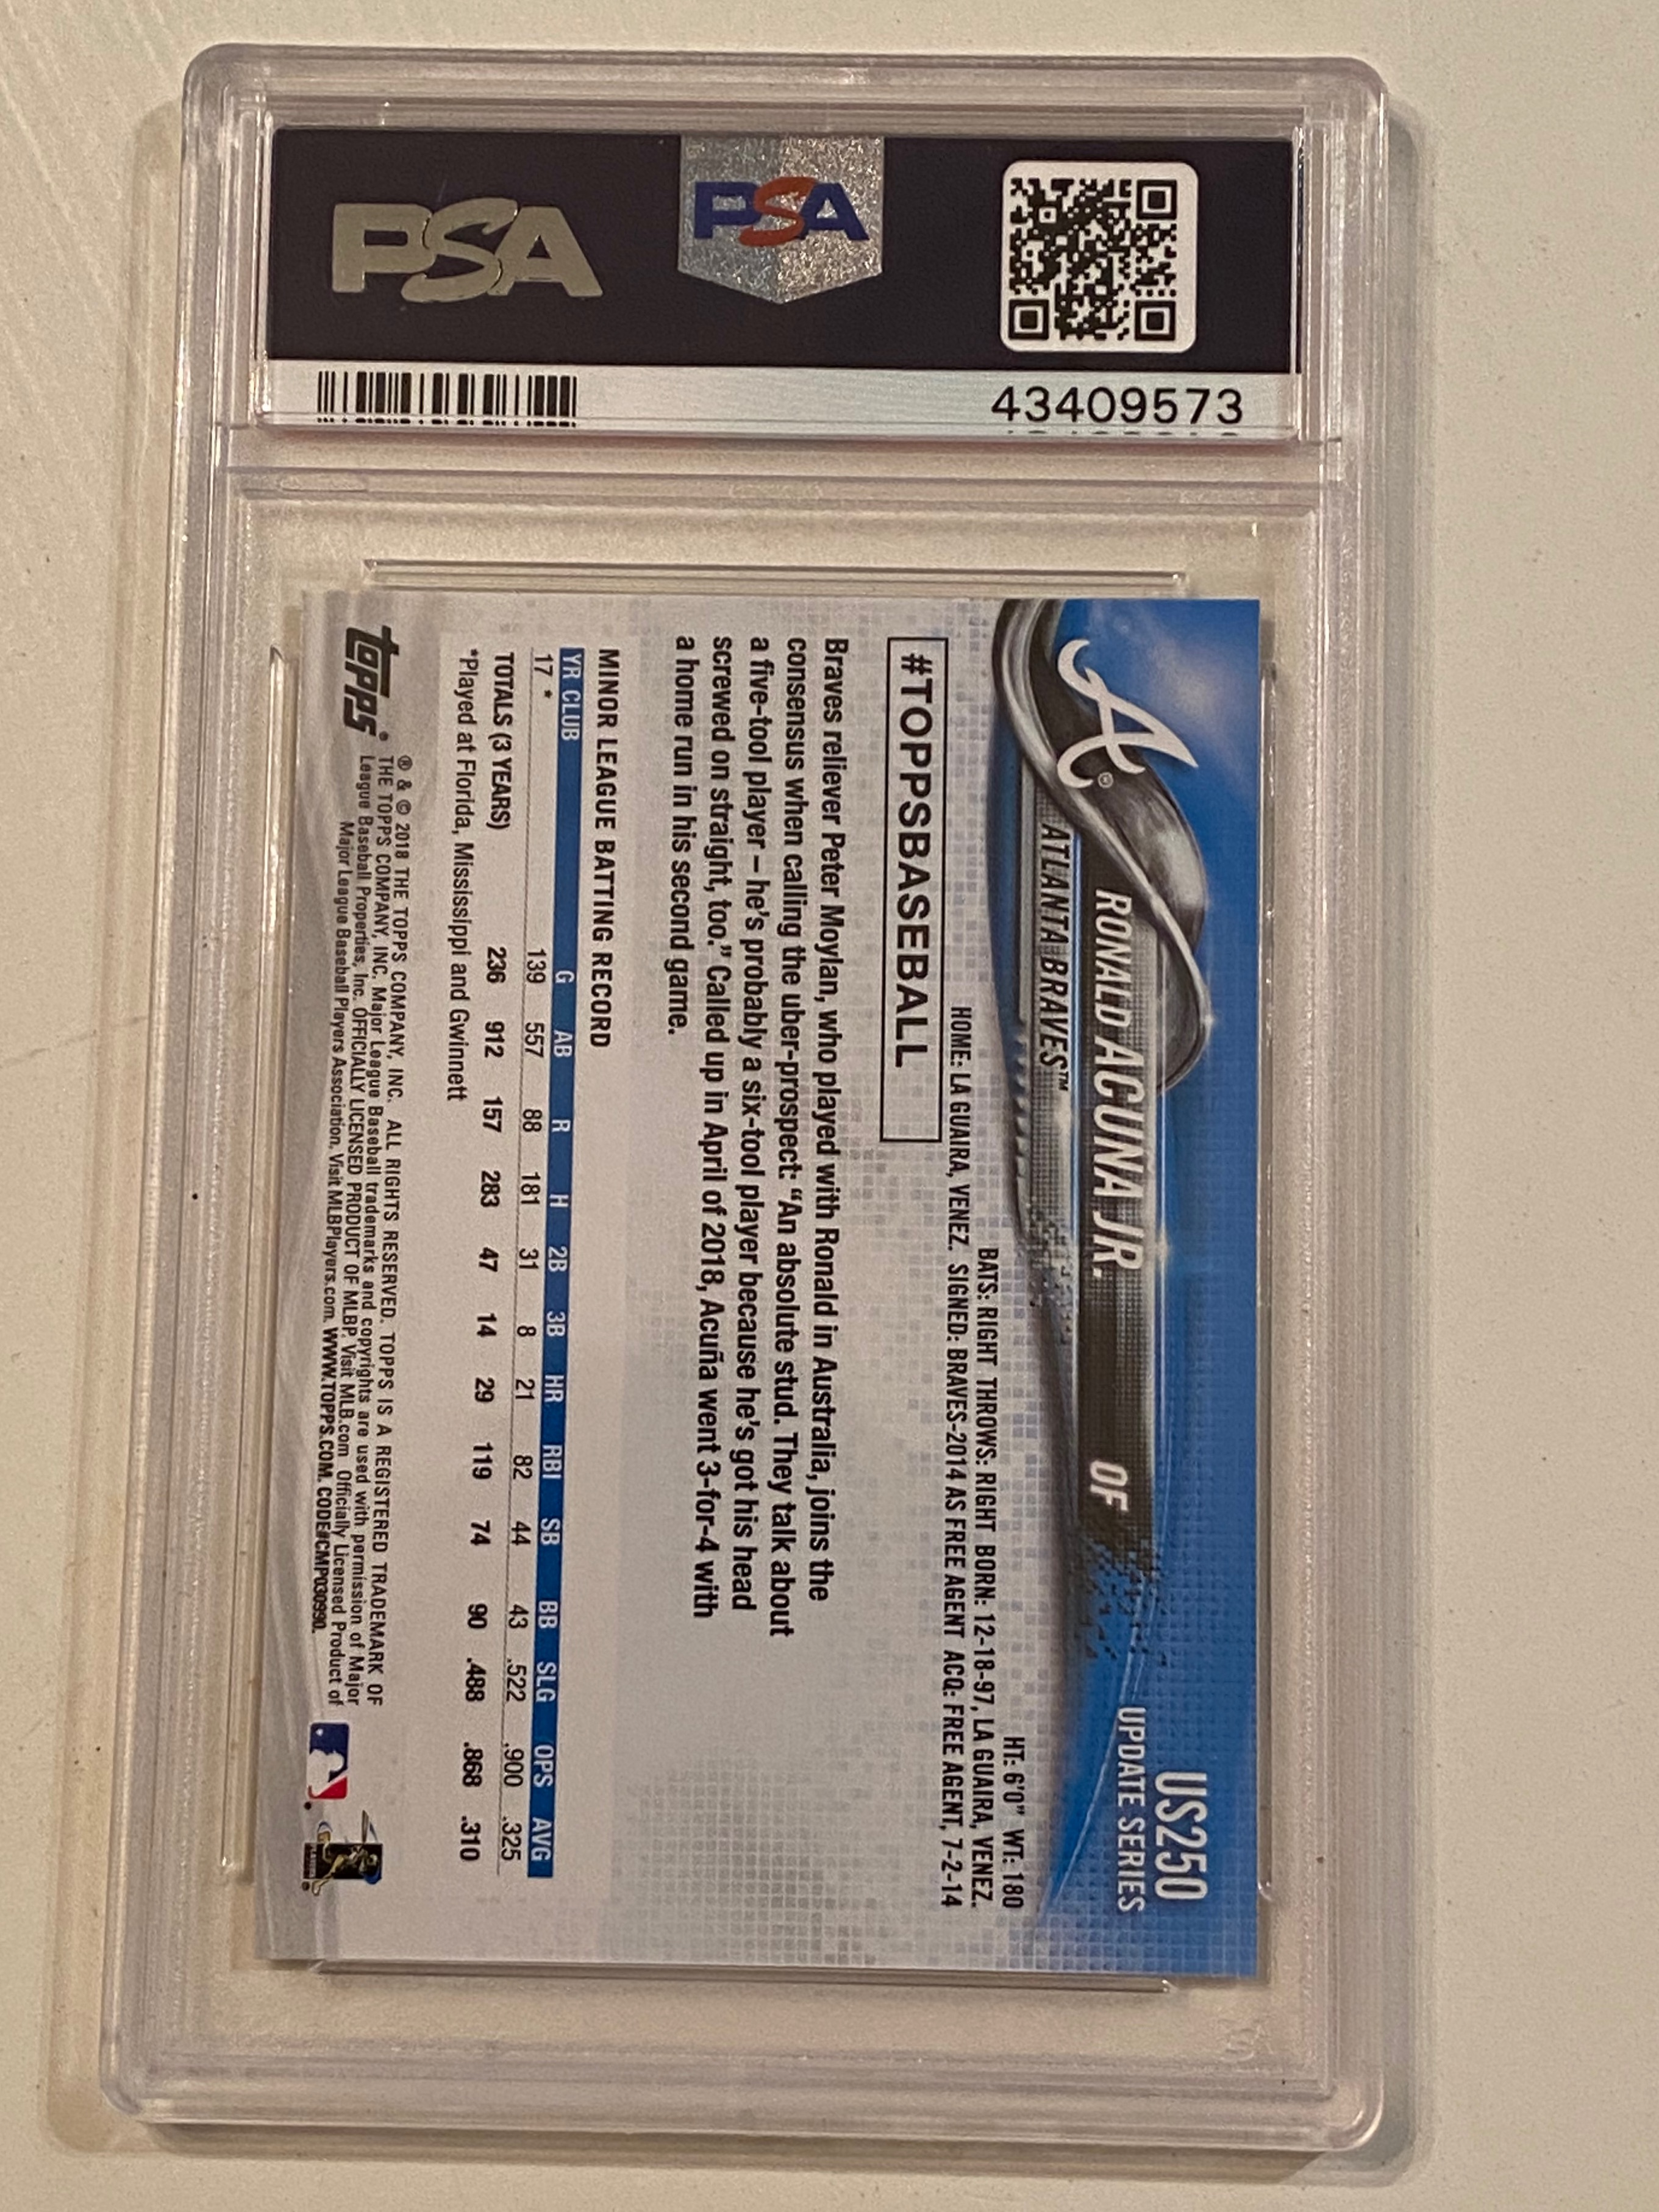 PSA
PSA
43409573
US250
UPDATE SERIES
A®
RONALD ACUÑA JR. OF
ATLANTA BRAVES™
HT: 6'0" WT: 180
BATS: RIGHT THROWS: RIGHT BORN: 12-18-97, LA GUAIRA, VENEZ.
HOME: LA GUAIRA, VENEZ. SIGNED: BRAVES-2014 AS FREE AGENT ACQ: FREE AGENT, 7-2-14
#TOPPSBASEBALL
Braves reliever Peter Moylan, who played with Ronald in Australia, joins the
consensus when calling the uber-prospect: “An absolute stud. They talk about
a five-tool player – he’s probably a six-tool player because he’s got his head
screwed on straight, too.” Called up in April of 2018, Acuña went 3-for-4 with
a home run in his second game.
MINOR LEAGUE BATTING RECORD
YR CLUB G AB R H 2B 3B HR RBI SB BB SLG OPS AVG
17 * 139 557 88 181 31 8 21 82 44 43 .522 .900 .325
TOTALS (3 YEARS) 236 912 157 283 47 14 29 119 74 90 .488 .868 .310
*Played at Florida, Mississippi and Gwinnett
topps®
® & © 2018 THE TOPPS COMPANY, INC. ALL RIGHTS RESERVED. TOPPS IS A REGISTERED TRADEMARK OF
THE TOPPS COMPANY, INC. Major League Baseball trademarks and copyrights are used with permission of Major
League Baseball Properties, Inc. OFFICIALLY LICENSED PRODUCT OF MLBP. Visit MLB.com Officially Licensed Product of
Major League Baseball Players Association. Visit MLBPlayers.com. WWW.TOPPS.COM. CODE#CMP030990.